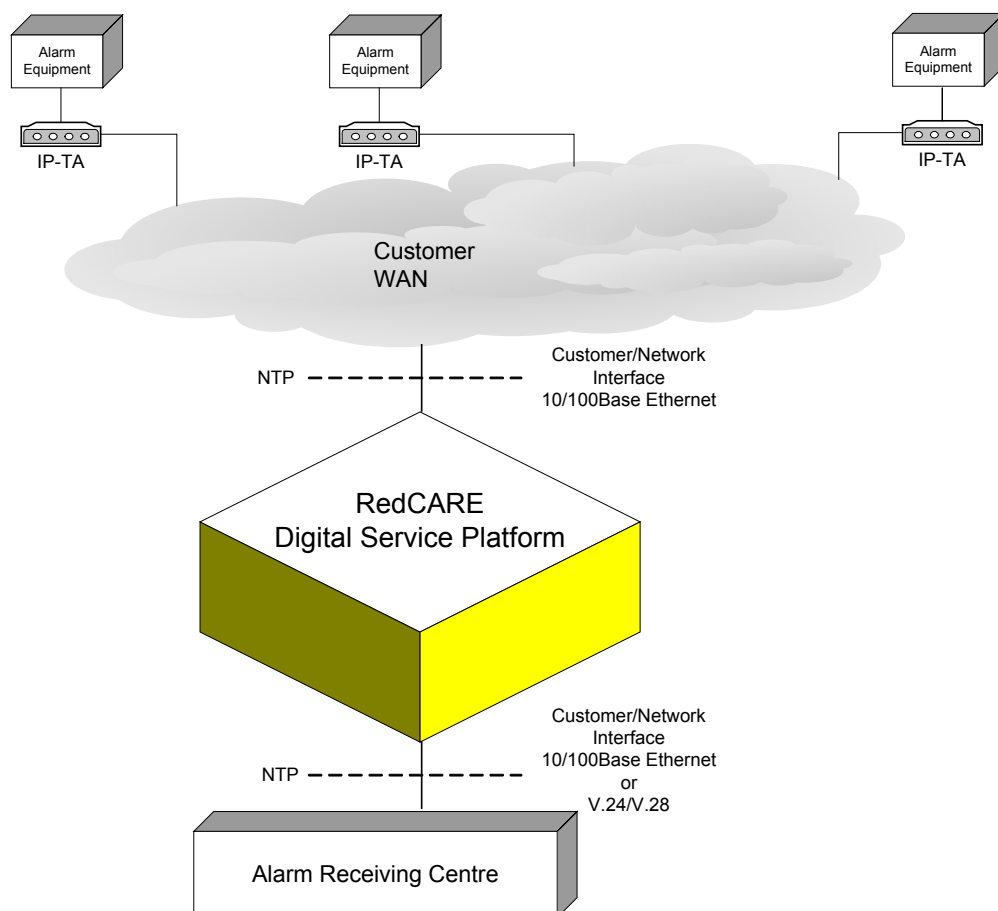 Alarm
Equipment
Alarm
Equipment
Alarm
Equipment
IP-TA
IP-TA
IP-TA
Customer
WAN
NTP
Customer/Network
Interface
10/100Base Ethernet
RedCARE
Digital Service Platform
NTP
Customer/Network
Interface
10/100Base Ethernet
or
V.24/V.28
Alarm Receiving Centre